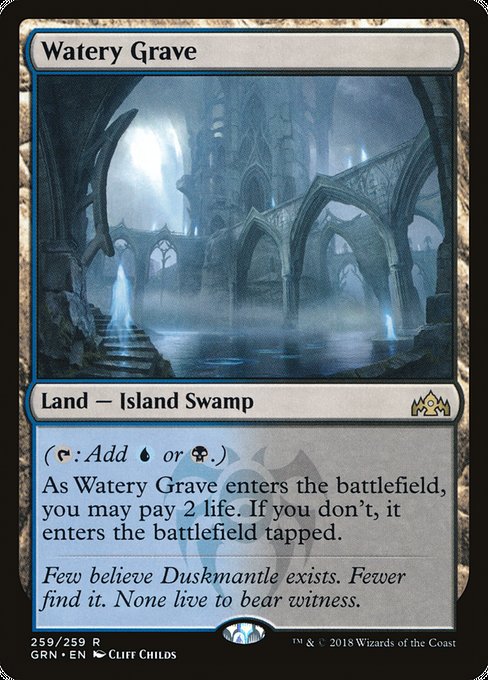 Watery Grave
Land — Island Swamp
(: Add or .)
As Watery Grave enters the battlefield,
you may pay 2 life. If you don't, it
enters the battlefield tapped.
Few believe Duskmantle exists. Fewer
find it. None live to bear witness.
259/259 R
GRN • EN Cliff Childs
™ & © 2018 Wizards of the Coast